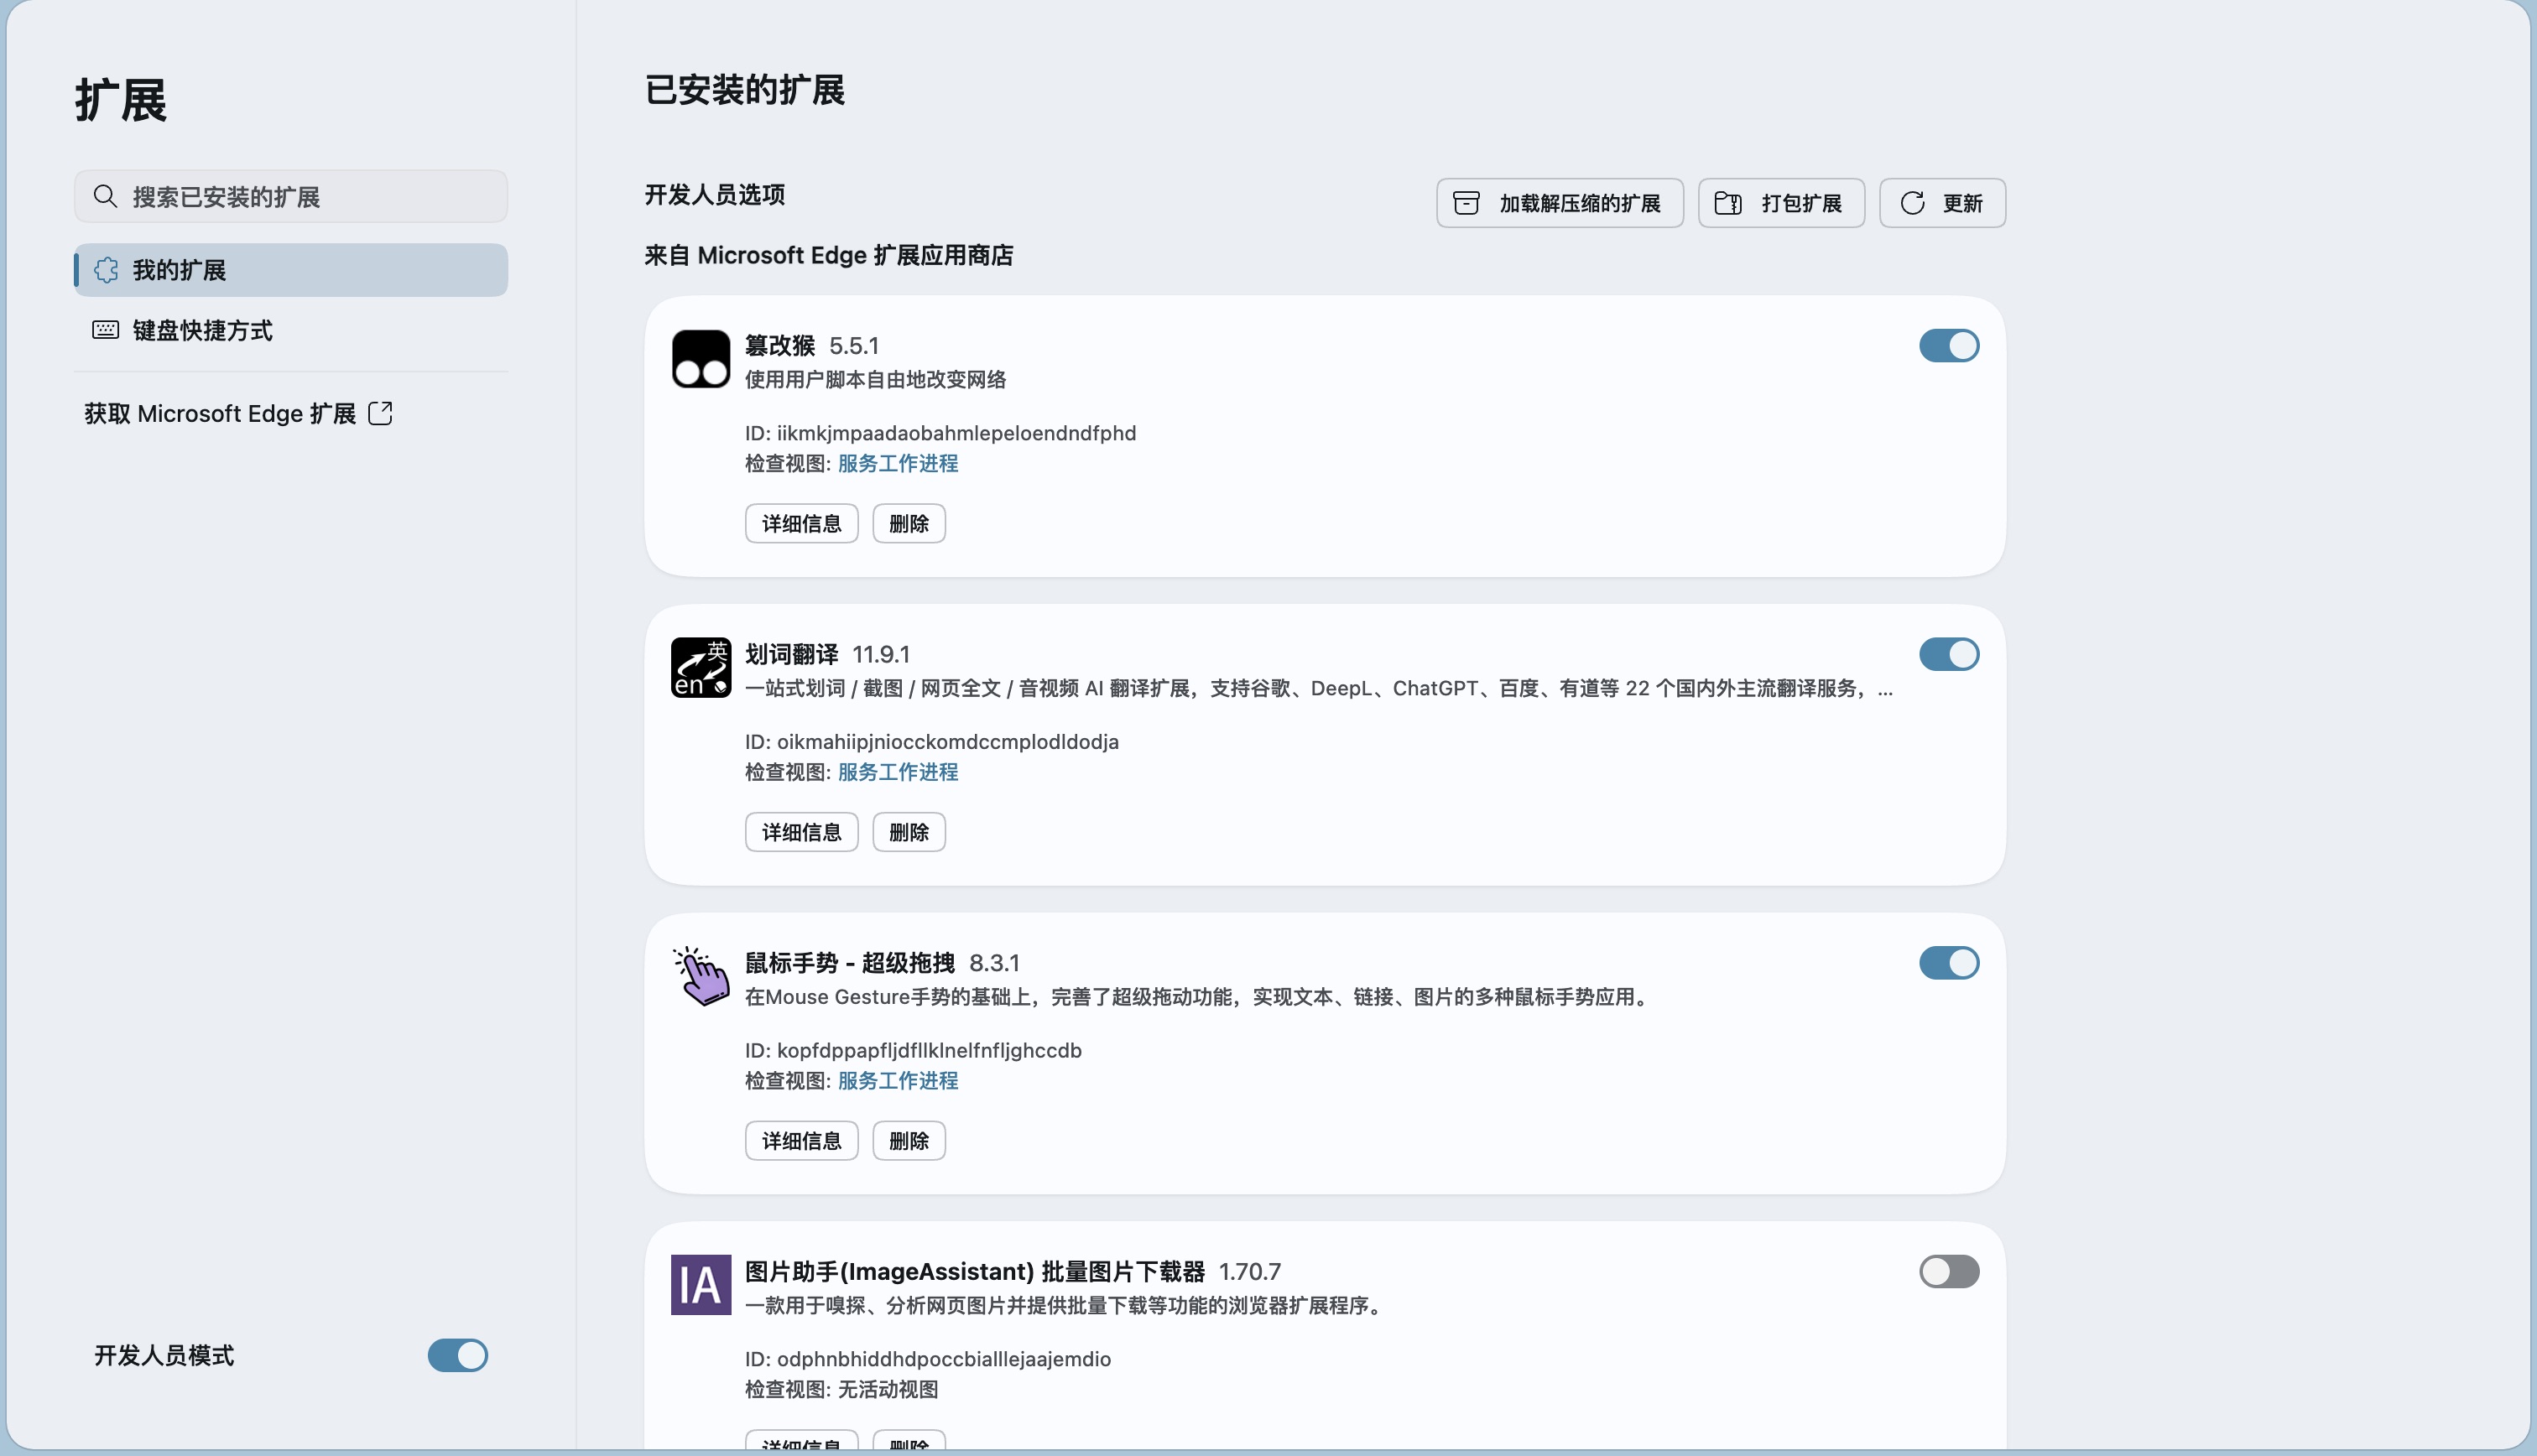 扩展
搜索已安装的扩展
我的扩展
键盘快捷方式
获取 Microsoft Edge 扩展
开发人员模式
已安装的扩展
开发人员选项
加载解压缩的扩展
打包扩展
更新
来自 Microsoft Edge 扩展应用商店
篡改猴 5.5.1
使用用户脚本自由地改变网络
ID: iikmkjmpaadaobahmlepeloendndfphd
检查视图: 服务工作进程
详细信息 删除
英
en
划词翻译 11.9.1
一站式划词 / 截图 / 网页全文 / 音视频 AI 翻译扩展，支持谷歌、DeepL、ChatGPT、百度、有道等 22 个国内外主流翻译服务，...
ID: oikmahiipjniocckomdccmplodldodja
检查视图: 服务工作进程
详细信息 删除
鼠标手势 - 超级拖拽 8.3.1
在Mouse Gesture手势的基础上，完善了超级拖动功能，实现文本、链接、图片的多种鼠标手势应用。
ID: kopfdppapfljdfllklnelfnfljghccdb
检查视图: 服务工作进程
详细信息 删除
IA
图片助手(ImageAssistant) 批量图片下载器 1.70.7
一款用于嗅探、分析网页图片并提供批量下载等功能的浏览器扩展程序。
ID: odphnbhiddhdpoccbialllejaajemdio
检查视图: 无活动视图
详细信息 删除